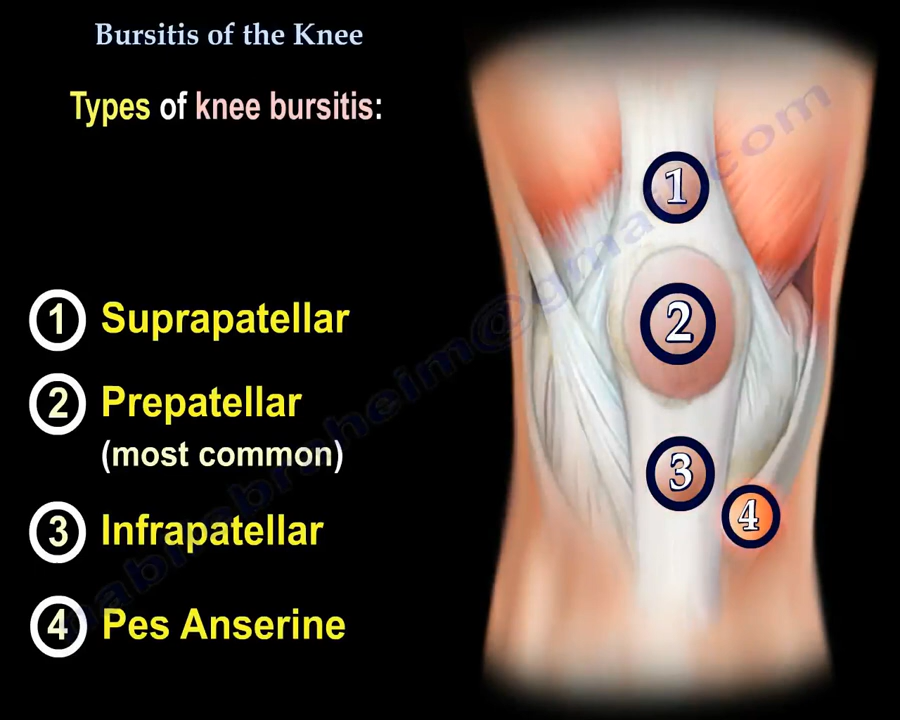 Bursitis of the Knee
Types of knee bursitis:
1 Suprapatellar
2 Prepatellar
(most common)
3 Infrapatellar
4 Pes Anserine
1
2
3
4